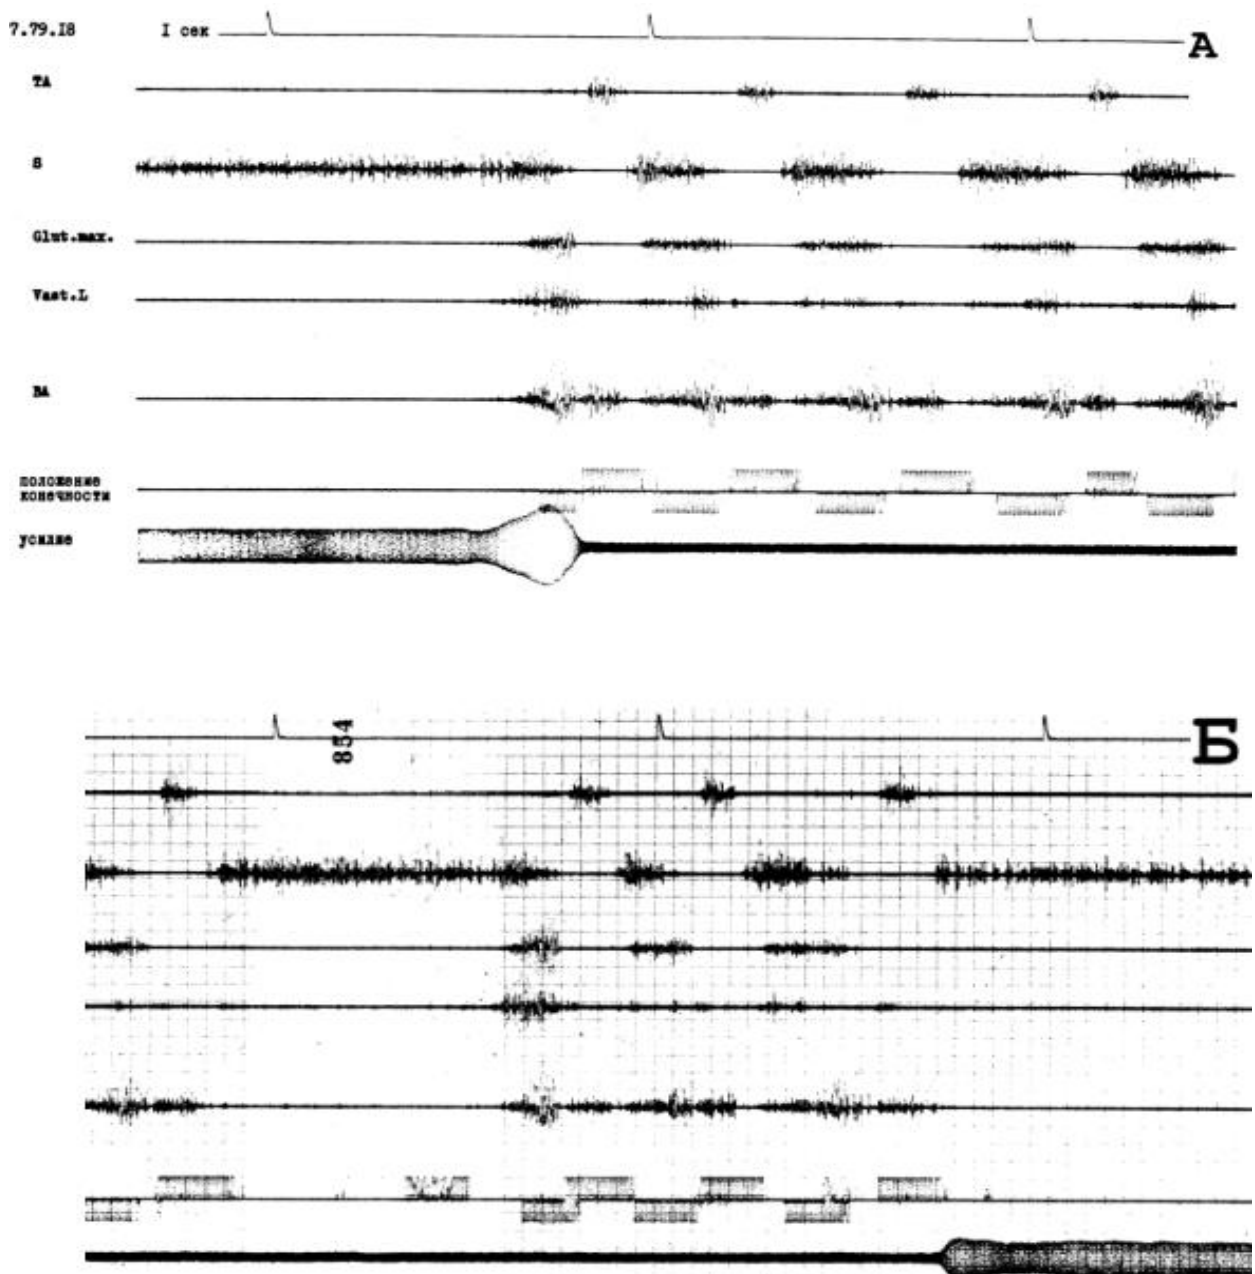 7.79.I8
I сек
А
TA
S
Glut.max.
Vast.L
BA
положение
конечности
усилие
854
Б